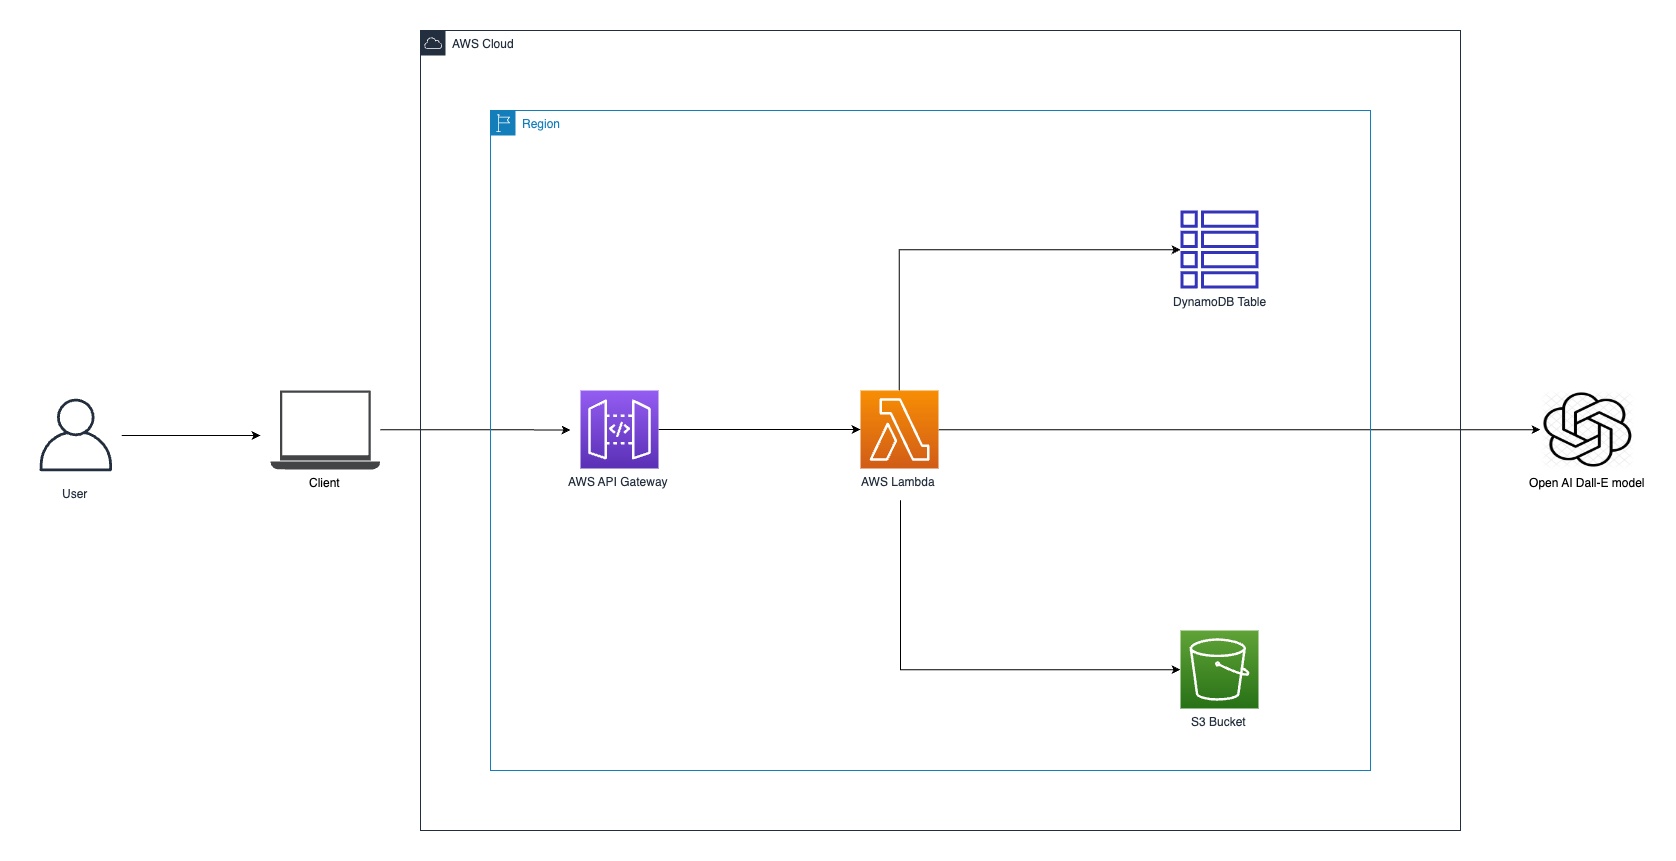 AWS Cloud
Region
DynamoDB Table
User
Client
</>
AWS API Gateway
AWS Lambda
Open AI Dall-E model
S3 Bucket